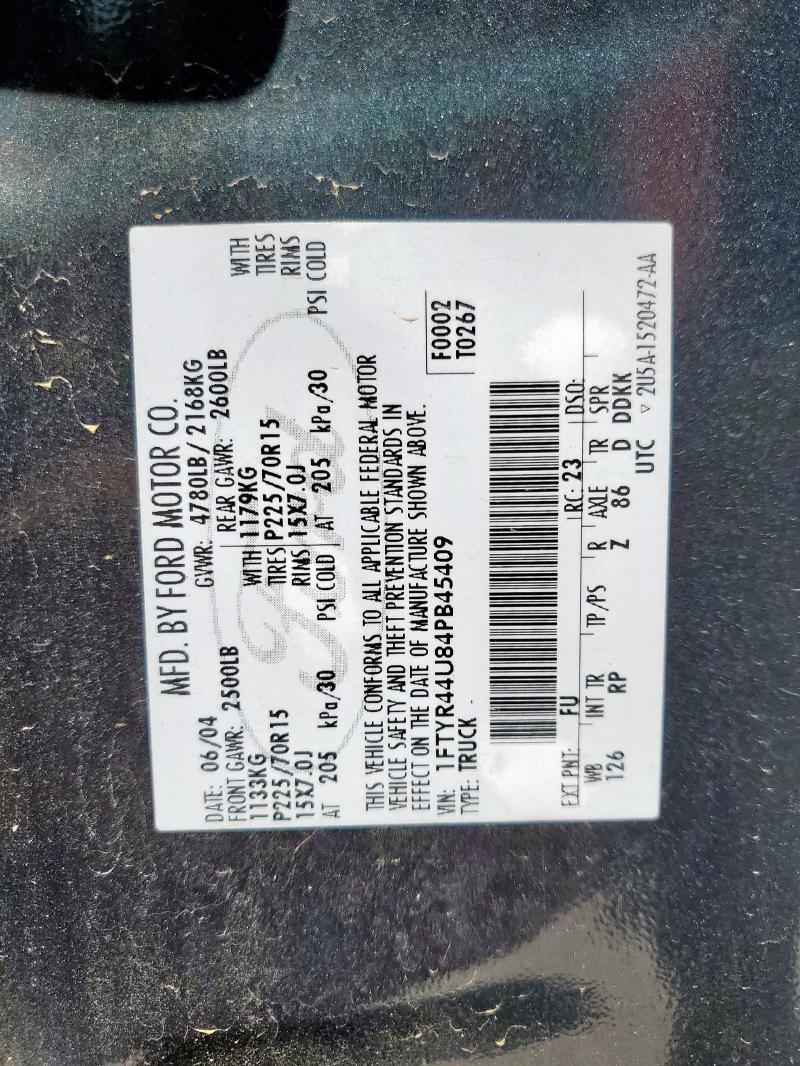 MFD. BY FORD MOTOR CO.
DATE: 06/04 GVWR: 4780LB/2168KG
FRONT GAWR: 2500LB REAR GAWR: 2600LB
1133KG WITH 1179KG WITH
P225/70R15 TIRES P225/70R15 TIRES
15X7.0J RIMS 15X7.0J RIMS
AT 205 kPa/30 PSI COLD AT 205 kPa/30 PSI COLD
Ford
THIS VEHICLE CONFORMS TO ALL APPLICABLE FEDERAL MOTOR
VEHICLE SAFETY AND THEFT PREVENTION STANDARDS IN
EFFECT ON THE DATE OF MANUFACTURE SHOWN ABOVE.
VIN: 1FTYR44U84PB45409 F0002
TYPE: TRUCK T0267
EXT PNT: FU RC: 23 DSO:
WB INT TR TP/PS R AXLE TR SPR
126 RP Z 86 D DDKK
UTC ▽ 2U5A-1520472-AA